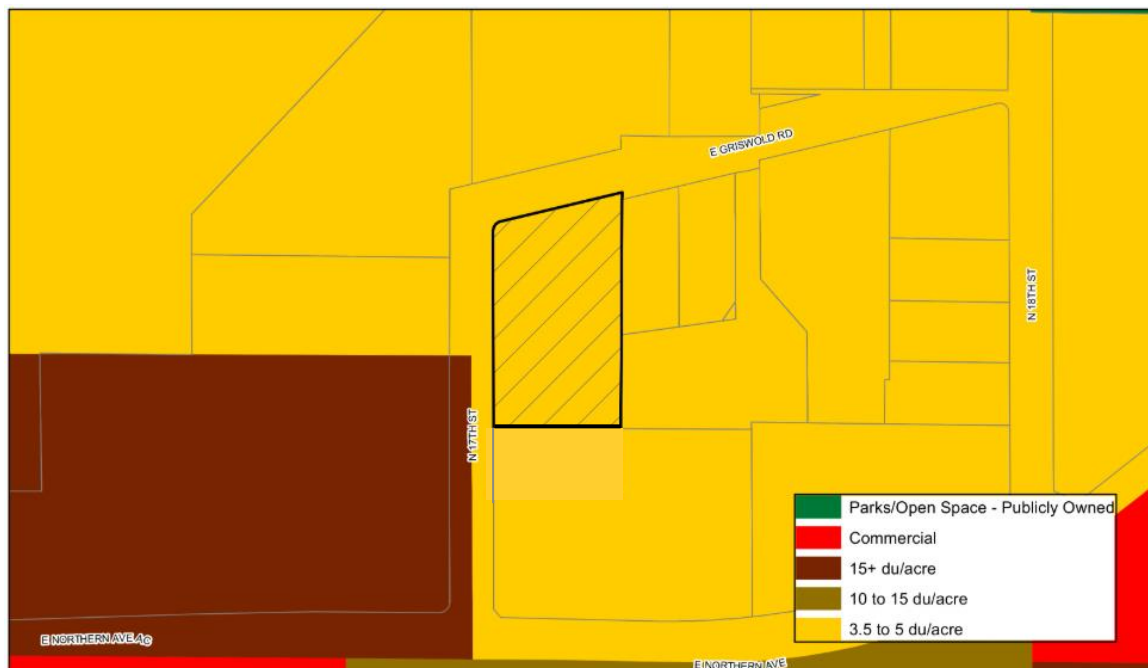 E GRISWOLD RD
N 18TH ST
N 17TH ST
Parks/Open Space - Publicly Owned
Commercial
15+ du/acre
10 to 15 du/acre
3.5 to 5 du/acre
E NORTHERN AVE AC
E NORTHERN AVE